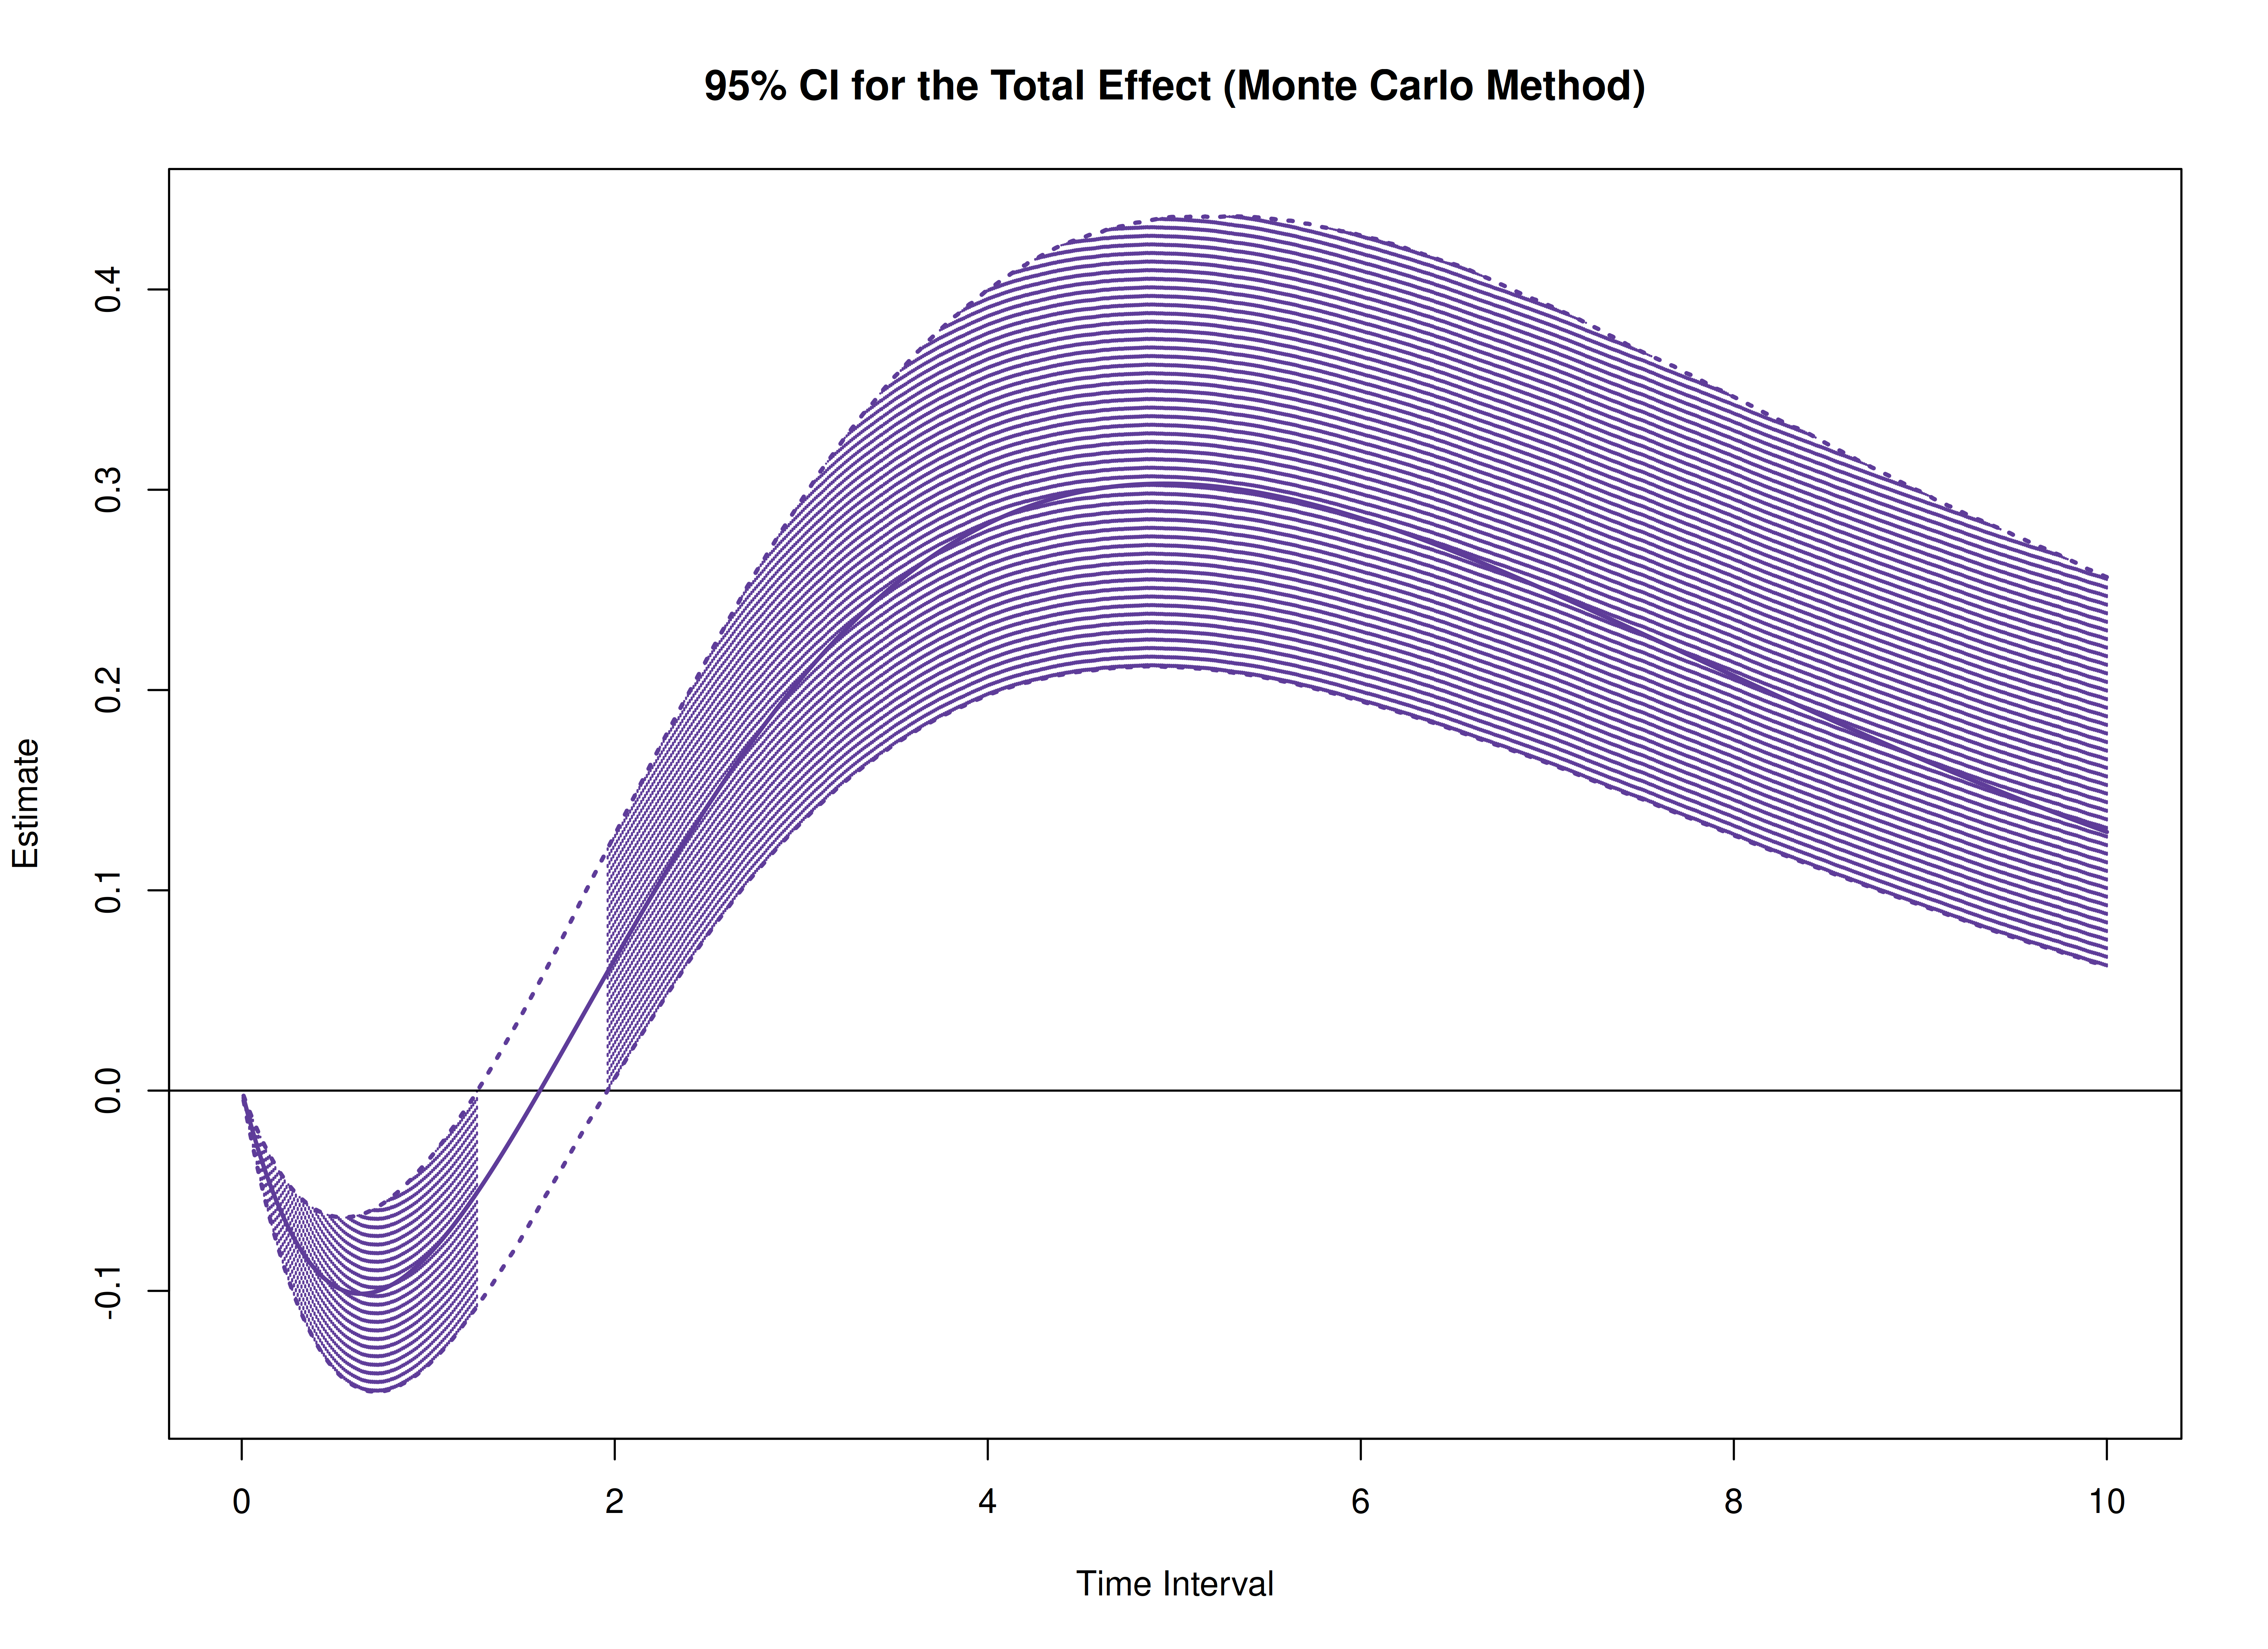 95% CI for the Total Effect (Monte Carlo Method)
Estimate
0.4
0.3
0.2
0.1
0.0
-0.1
0 2 4 6 8 10
Time Interval